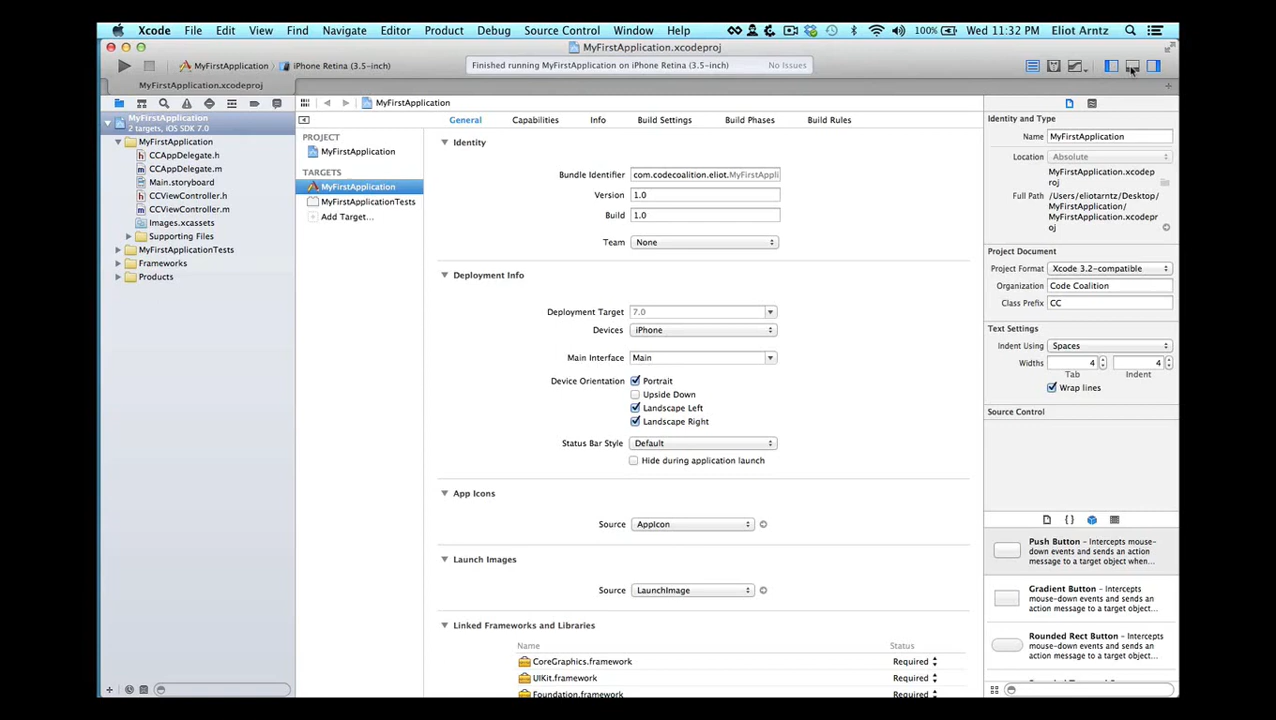 Xcode File Edit View Find Navigate Editor Product Debug Source Control Window Help 100% Wed Nov 20 11:32 PM Eliot Arntz
MyFirstApplication.xcodeproj
MyFirstApplication iPhone Retina (3.5-inch) Finished running MyFirstApplication on iPhone Retina (3.5-inch) No Issues
MyFirstApplication.xcodeproj
MyFirstApplication
MyFirstApplication
2 targets, iOS SDK 7.0
MyFirstApplication
CCAppDelegate.h
CCAppDelegate.m
Main.storyboard
CCViewController.h
CCViewController.m
Images.xcassets
Supporting Files
MyFirstApplicationTests
Frameworks
Products
PROJECT
MyFirstApplication
TARGETS
MyFirstApplication
MyFirstApplicationTests
Add Target...
General Capabilities Info Build Settings Build Phases Build Rules
Identity
Bundle Identifier com.codecoalition.eliot.MyFirstAppli
Version 1.0
Build 1.0
Team None
Deployment Info
Deployment Target 7.0
Devices iPhone
Main Interface Main
Device Orientation Portrait
Upside Down
Landscape Left
Landscape Right
Status Bar Style Default
Hide during application launch
App Icons
Source AppIcon
Launch Images
Source LaunchImage
Linked Frameworks and Libraries
Name Status
CoreGraphics.framework Required
UIKit.framework Required
Foundation.framework Required
Identity and Type
Name MyFirstApplication
Location Absolute
MyFirstApplication.xcodepr
oj
Full Path /Users/eliotarntz/Desktop/
MyFirstApplication/
MyFirstApplication.xcodepr
oj
Project Document
Project Format Xcode 3.2-compatible
Organization Code Coalition
Class Prefix CC
Text Settings
Indent Using Spaces
Widths 4 4
Tab Indent
Wrap lines
Source Control
Push Button - Intercepts mouse-
down events and sends an action
message to a target object when...
Gradient Button - Intercepts
mouse-down events and sends an
action message to a target object...
Rounded Rect Button - Intercepts
mouse-down events and sends an
action message to a target object...